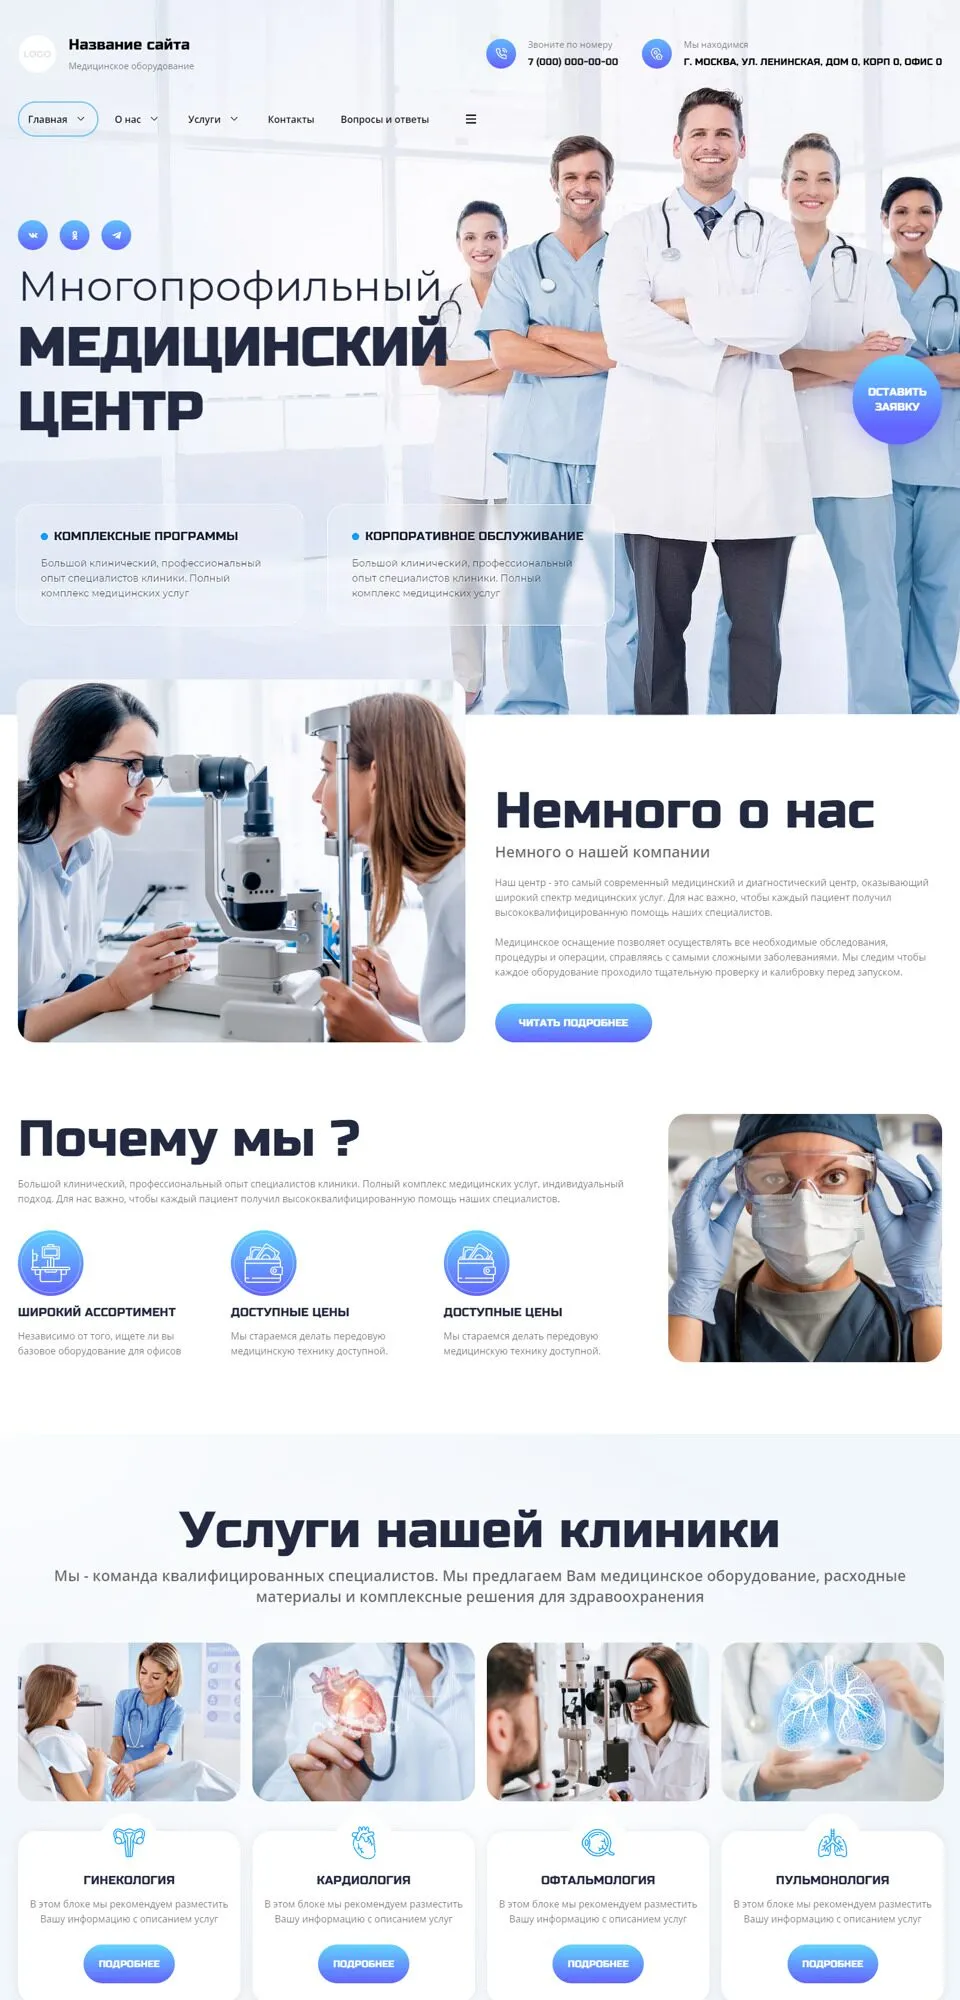 LOGO
Название сайта
Медицинское оборудование
Звоните по номеру
7 (000) 000-00-00
Мы находимся
Г. МОСКВА, УЛ. ЛЕНИНСКАЯ, ДОМ 0, КОРП 0, ОФИС 0
Главная
О нас
Услуги
Контакты
Вопросы и ответы
Многопрофильный
МЕДИЦИНСКИЙ
ЦЕНТР
ОСТАВИТЬ
ЗАЯВКУ
КОМПЛЕКСНЫЕ ПРОГРАММЫ
Большой клинический, профессиональный
опыт специалистов клиники. Полный
комплекс медицинских услуг
КОРПОРАТИВНОЕ ОБСЛУЖИВАНИЕ
Большой клинический, профессиональный
опыт специалистов клиники. Полный
комплекс медицинских услуг
Немного о нас
Немного о нашей компании
Наш центр - это самый современный медицинский и диагностический центр, оказывающий
широкий спектр медицинских услуг. Для нас важно, чтобы каждый пациент получил
высококвалифицированную помощь наших специалистов.
Медицинское оснащение позволяет осуществлять все необходимые обследования,
процедуры и операции, справляясь с самыми сложными заболеваниями. Мы следим чтобы
каждое оборудование проходило тщательную проверку и калибровку перед запуском.
ЧИТАТЬ ПОДРОБНЕЕ
Почему мы ?
Большой клинический, профессиональный опыт специалистов клиники. Полный комплекс медицинских услуг, индивидуальный
подход. Для нас важно, чтобы каждый пациент получил высококвалифицированную помощь наших специалистов.
ШИРОКИЙ АССОРТИМЕНТ
Независимо от того, ищете ли вы
базовое оборудование для офисов
ДОСТУПНЫЕ ЦЕНЫ
Мы стараемся делать передовую
медицинскую технику доступной.
ДОСТУПНЫЕ ЦЕНЫ
Мы стараемся делать передовую
медицинскую технику доступной.
Услуги нашей клиники
Мы - команда квалифицированных специалистов. Мы предлагаем Вам медицинское оборудование, расходные
материалы и комплексные решения для здравоохранения
ГИНЕКОЛОГИЯ
В этом блоке мы рекомендуем разместить
Вашу информацию с описанием услуг
ПОДРОБНЕЕ
КАРДИОЛОГИЯ
В этом блоке мы рекомендуем разместить
Вашу информацию с описанием услуг
ПОДРОБНЕЕ
ОФТАЛЬМОЛОГИЯ
В этом блоке мы рекомендуем разместить
Вашу информацию с описанием услуг
ПОДРОБНЕЕ
ПУЛЬМОНОЛОГИЯ
В этом блоке мы рекомендуем разместить
Вашу информацию с описанием услуг
ПОДРОБНЕЕ